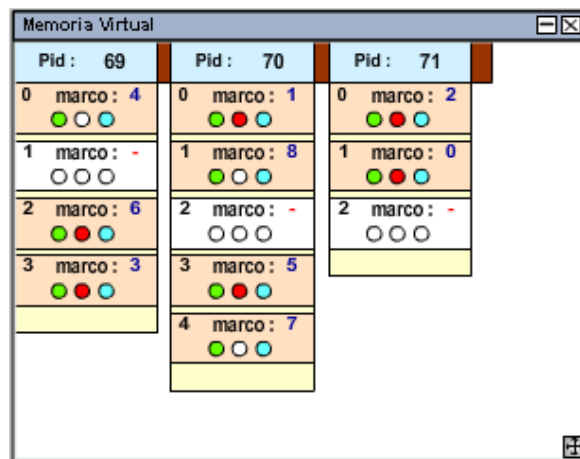 Memoria Virtual
Pid : 69
0 marco : 4
1 marco : -
2 marco : 6
3 marco : 3
Pid : 70
0 marco : 1
1 marco : 8
2 marco : -
3 marco : 5
4 marco : 7
Pid : 71
0 marco : 2
1 marco : 0
2 marco : -